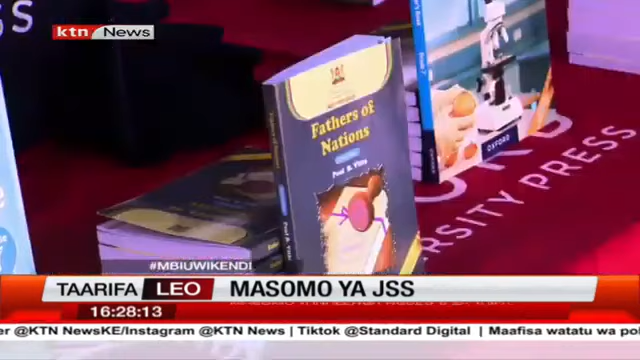 ktn News
Fathers of
Nations
Paul B. Vitta
OXFORD
VERSITY PRESS
#MBIUWIKENDI
TAARIFA LEO MASOMO YA JSS
16:28:13
er @KTN NewsKE/Instagram @KTN News | Tiktok @Standard Digital | Maafisa watatu wa pol